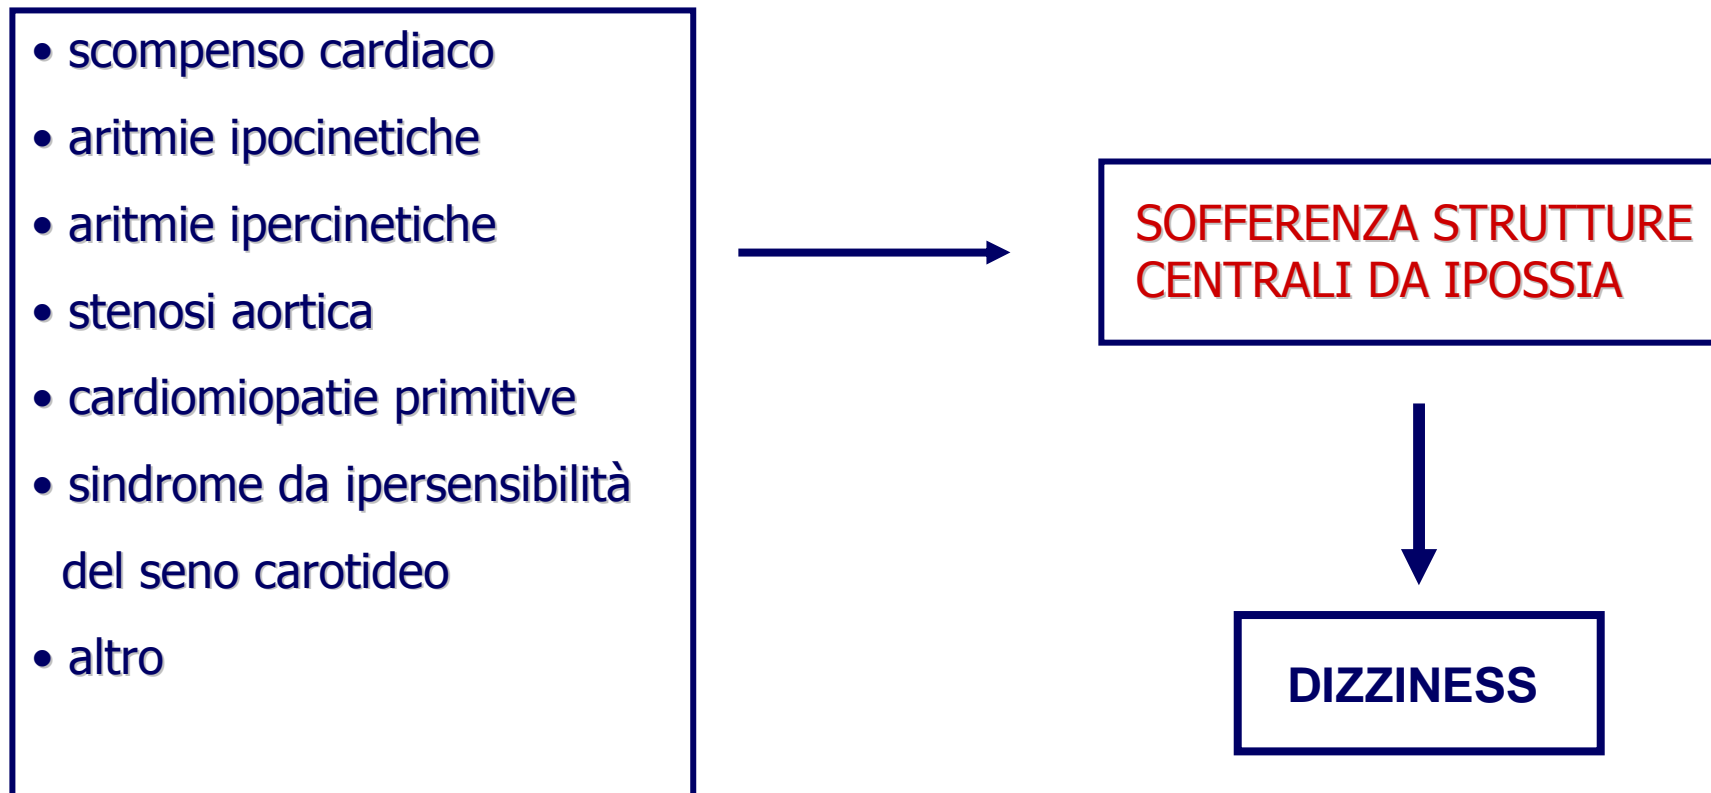 • scompenso cardiaco
• aritmie ipocinetiche
• aritmie ipercinetiche
• stenosi aortica
• cardiomiopatie primitive
• sindrome da ipersensibilità
del seno carotideo
• altro
SOFFERENZA STRUTTURE
CENTRALI DA IPOSSIA
DIZZINESS